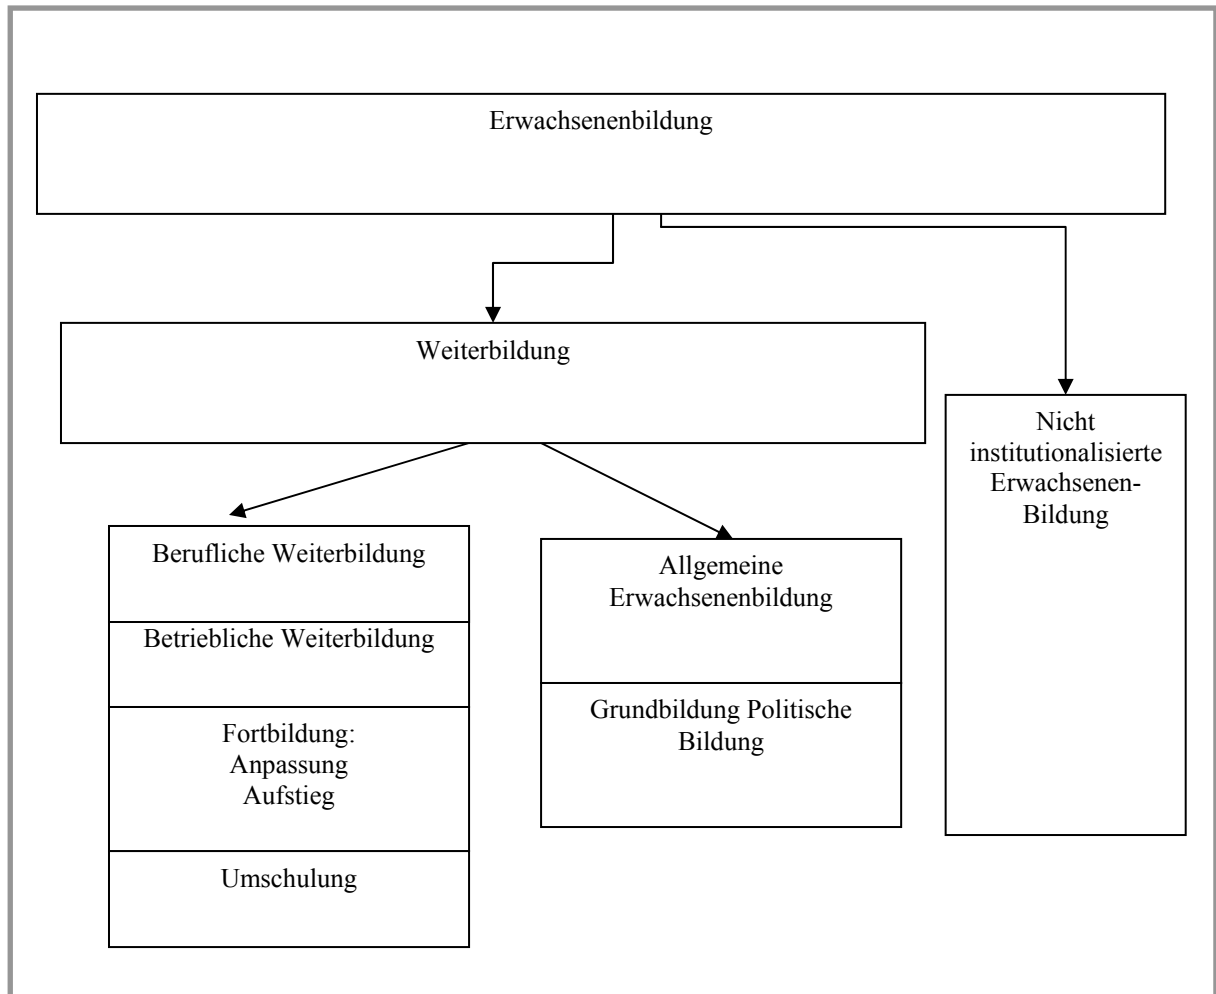 Erwachsenenbildung
Weiterbildung
Nicht
institutionalisierte
Erwachsenen-
Bildung
Berufliche Weiterbildung
Betriebliche Weiterbildung
Fortbildung:
Anpassung
Aufstieg
Umschulung
Allgemeine
Erwachsenenbildung
Grundbildung Politische
Bildung